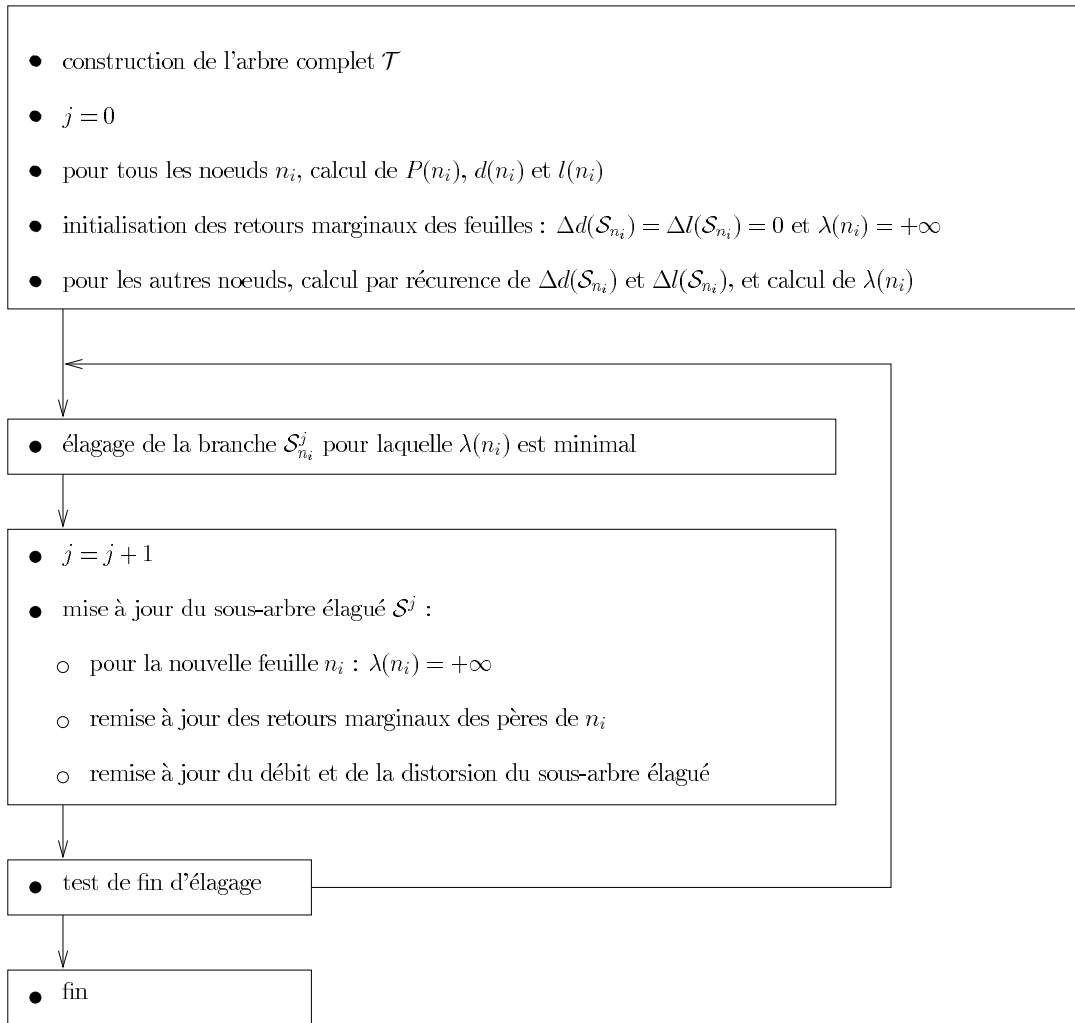 ● construction de l'arbre complet 𝒯
● j = 0
● pour tous les noeuds nᵢ, calcul de P(nᵢ), d(nᵢ) et l(nᵢ)
● initialisation des retours marginaux des feuilles : Δd(𝒮ₙᵢ) = Δl(𝒮ₙᵢ) = 0 et λ(nᵢ) = +∞
● pour les autres noeuds, calcul par récurence de Δd(𝒮ₙᵢ) et Δl(𝒮ₙᵢ), et calcul de λ(nᵢ)
● élagage de la branche 𝒮ʲₙᵢ pour laquelle λ(nᵢ) est minimal
● j = j + 1
● mise à jour du sous-arbre élagué 𝒮ʲ :
○ pour la nouvelle feuille nᵢ : λ(nᵢ) = +∞
○ remise à jour des retours marginaux des pères de nᵢ
○ remise à jour du débit et de la distorsion du sous-arbre élagué
● test de fin d'élagage
● fin